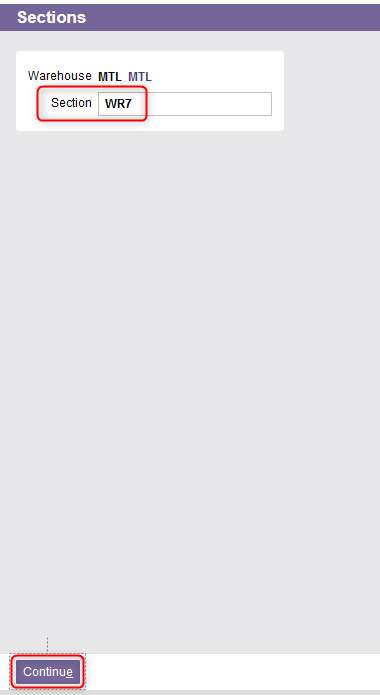 Sections
Warehouse MTL MTL
Section WR7
Continue